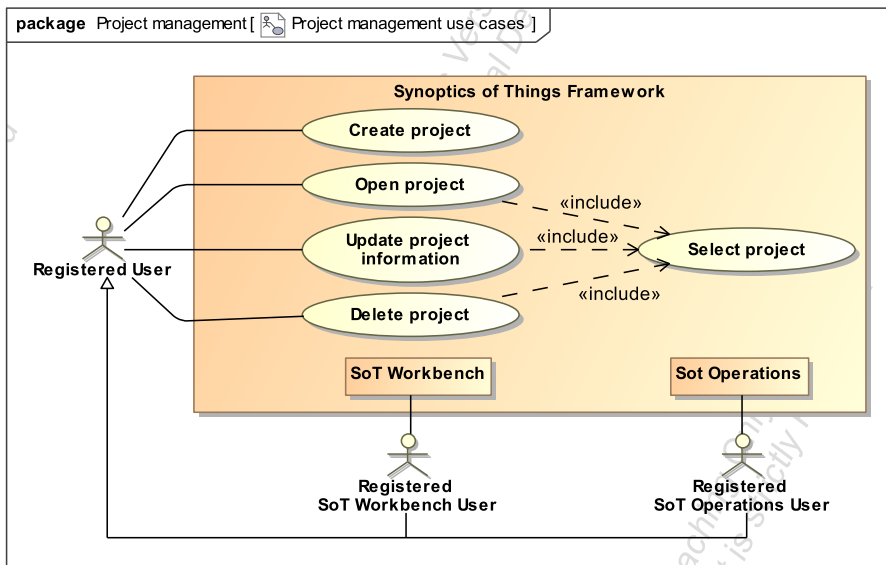 package Project management [ Project management use cases ]
Synoptics of Things Framework
Create project
Open project
«include»
Update project
information
«include»
Select project
Registered User
«include»
Delete project
SoT Workbench
Sot Operations
Registered
SoT Workbench User
Registered
SoT Operations User